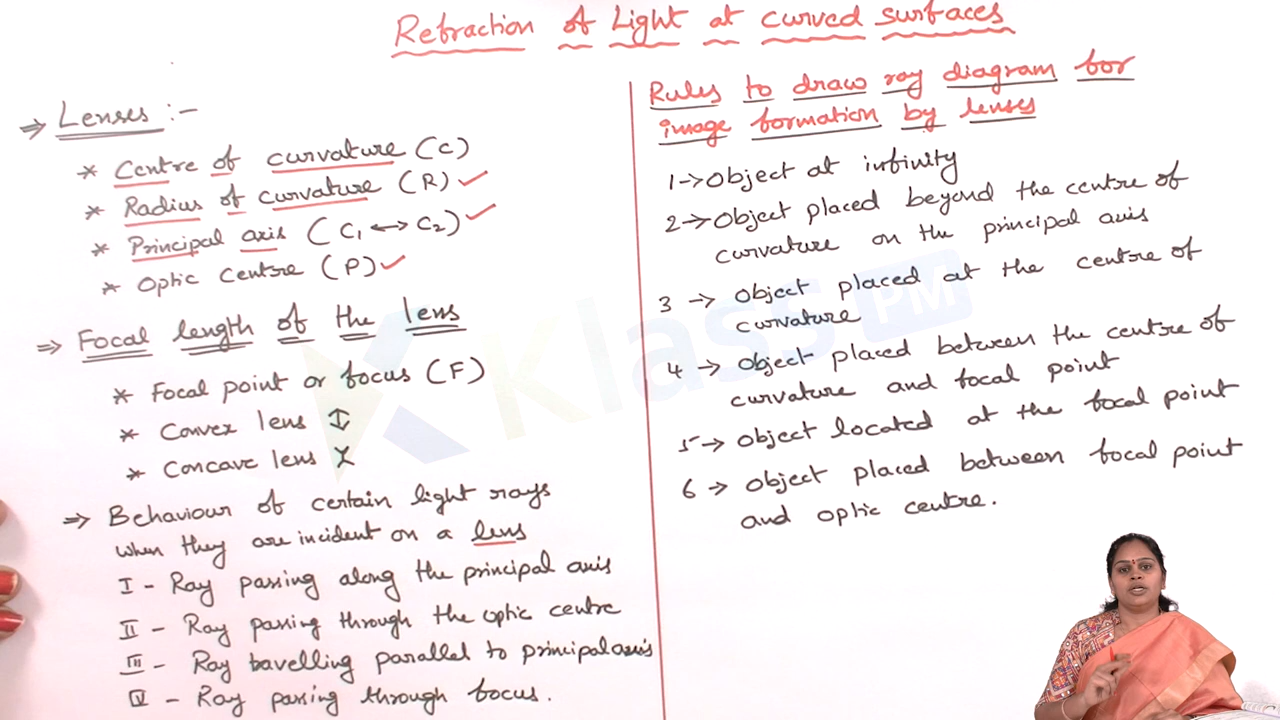 Refraction of Light at curved surfaces
⇒ Lenses :-
* Centre of curvature (C)
* Radius of curvature (R) ✓
* Principal axis (C₁ ↔ C₂) ✓
* Optic centre (P) ✓
⇒ Focal length of the lens
* Focal point or focus (F)
* Convex lens
* Concave lens
⇒ Behaviour of certain light rays
when they are incident on a lens
I - Ray passing along the principal axis
II - Ray passing through the optic centre
III - Ray travelling parallel to principal axis
IV - Ray passing through focus.
Rules to draw ray diagram for
image formation by lenses
1 → Object at infinity
2 → Object placed beyond the centre of
curvature on the principal axis
3 → Object placed at the centre of
curvature
4 → Object placed between the centre of
curvature and focal point
5 → Object located at the focal point
6 → Object placed between focal point
and optic centre.
Klass PM